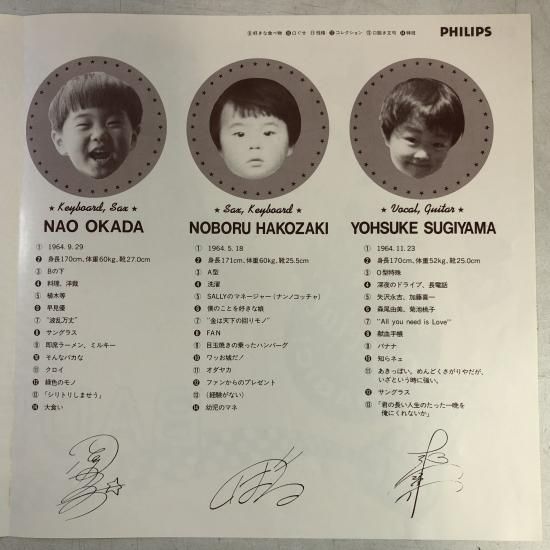 ⑨好きな食べ物 ⑩口ぐせ ⑪性格 ⑫コレクション ⑬口説き文句 ⑭特技
PHILIPS
★ Keyboard, Sax ★
NAO OKADA
① 1964. 9. 29
② 身長170cm, 体重60kg, 靴27.0cm
③ Bの下
④ 料理, 洋裁
⑤ 植木等
⑥ 早見優
⑦ “波乱万丈”
⑧ サングラス
⑨ 即席ラーメン, ミルキー
⑩ そんなバカな
⑪ クロイ
⑫ 緑色のモノ
⑬ 「シリトリしませう」
⑭ 大食い
★ Sax, Keyboard ★
NOBORU HAKOZAKI
① 1964. 5. 18
② 身長171cm, 体重60kg, 靴25.5cm
③ A型
④ 洗濯
⑤ SALLYのマネージャー(ナンノコッチャ)
⑥ 僕のことを好きな娘
⑦ “金は天下の回りモノ”
⑧ FAN
⑨ 目玉焼きの乗ったハンバーグ
⑩ ワッお城だ!
⑪ オダヤカ
⑫ ファンからのプレゼント
⑬ (経験がない)
⑭ 幼児のマネ
★ Vocal, Guitar ★
YOHSUKE SUGIYAMA
① 1964. 11. 23
② 身長170cm, 体重52kg, 靴25.0cm
③ O型特殊
④ 深夜のドライブ, 長電話
⑤ 矢沢永吉, 加藤喜一
⑥ 森尾由美, 菊池桃子
⑦ “All you need is Love”
⑧ 献血手帳
⑨ バナナ
⑩ 知らネェ
⑪ あきっぽい。めんどくさがりやだが,
いざという時に強い。
⑫ サングラス
⑬ 「君の長い人生のたった一晩を
俺にくれないか」